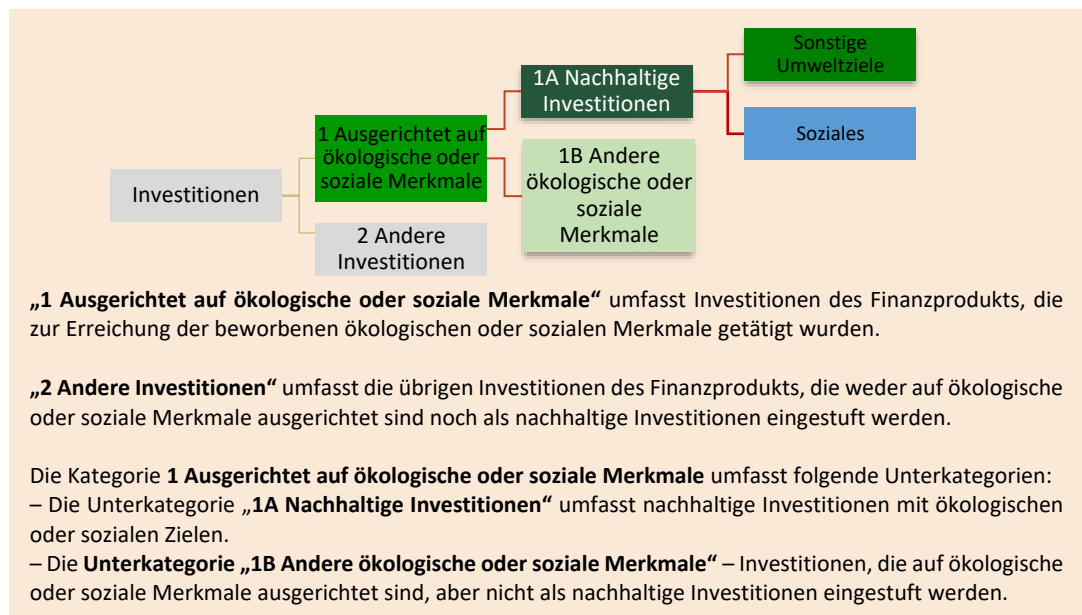 Sonstige
Umweltziele
1A Nachhaltige
Investitionen
Soziales
1 Ausgerichtet auf
ökologische oder
soziale Merkmale
1B Andere
ökologische oder
soziale
Merkmale
Investitionen
2 Andere
Investitionen
„1 Ausgerichtet auf ökologische oder soziale Merkmale“ umfasst Investitionen des Finanzprodukts, die
zur Erreichung der beworbenen ökologischen oder sozialen Merkmale getätigt wurden.
„2 Andere Investitionen“ umfasst die übrigen Investitionen des Finanzprodukts, die weder auf ökologische
oder soziale Merkmale ausgerichtet sind noch als nachhaltige Investitionen eingestuft werden.
Die Kategorie 1 Ausgerichtet auf ökologische oder soziale Merkmale umfasst folgende Unterkategorien:
– Die Unterkategorie „1A Nachhaltige Investitionen“ umfasst nachhaltige Investitionen mit ökologischen
oder sozialen Zielen.
– Die Unterkategorie „1B Andere ökologische oder soziale Merkmale“ – Investitionen, die auf ökologische
oder soziale Merkmale ausgerichtet sind, aber nicht als nachhaltige Investitionen eingestuft werden.